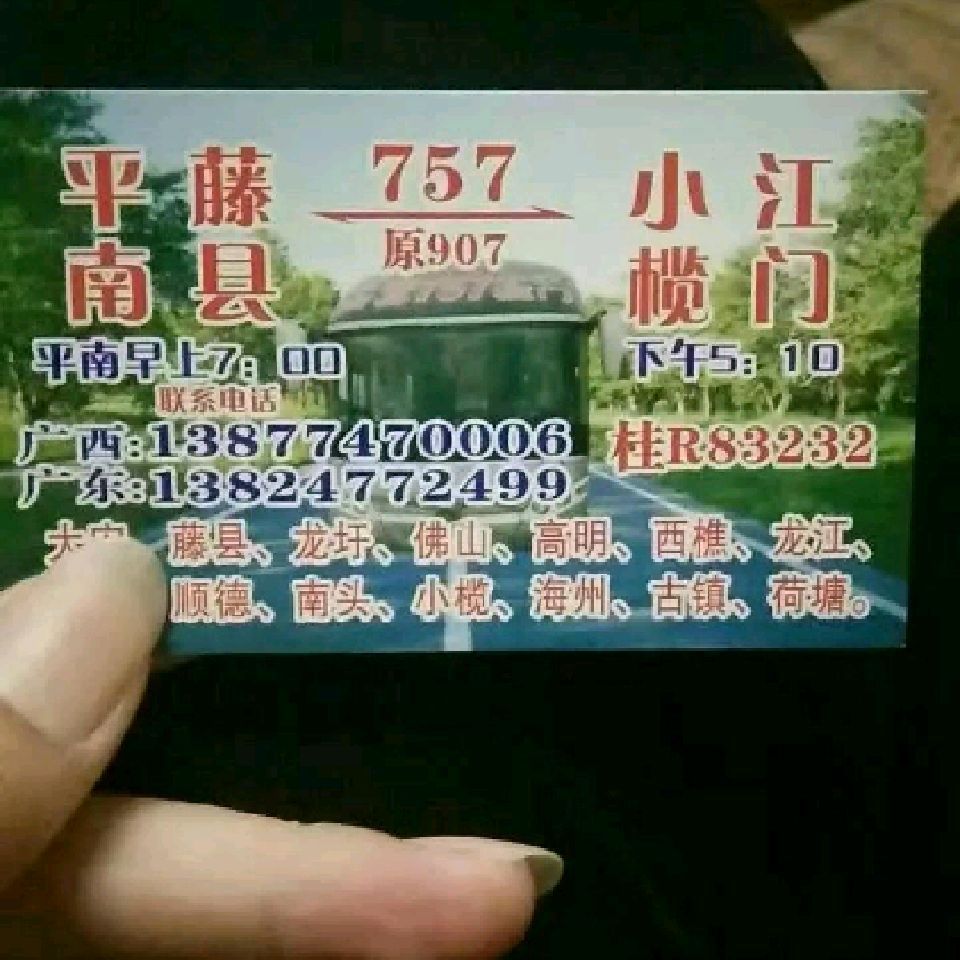 平南 藤县 757 小榄 江门
原907
平南早上7：00 下午5：10
联系电话
广西:13877470006 桂R83232
广东:13824772499
藤县、龙圩、佛山、高明、西樵、龙江、
顺德、南头、小榄、海州、古镇、荷塘。